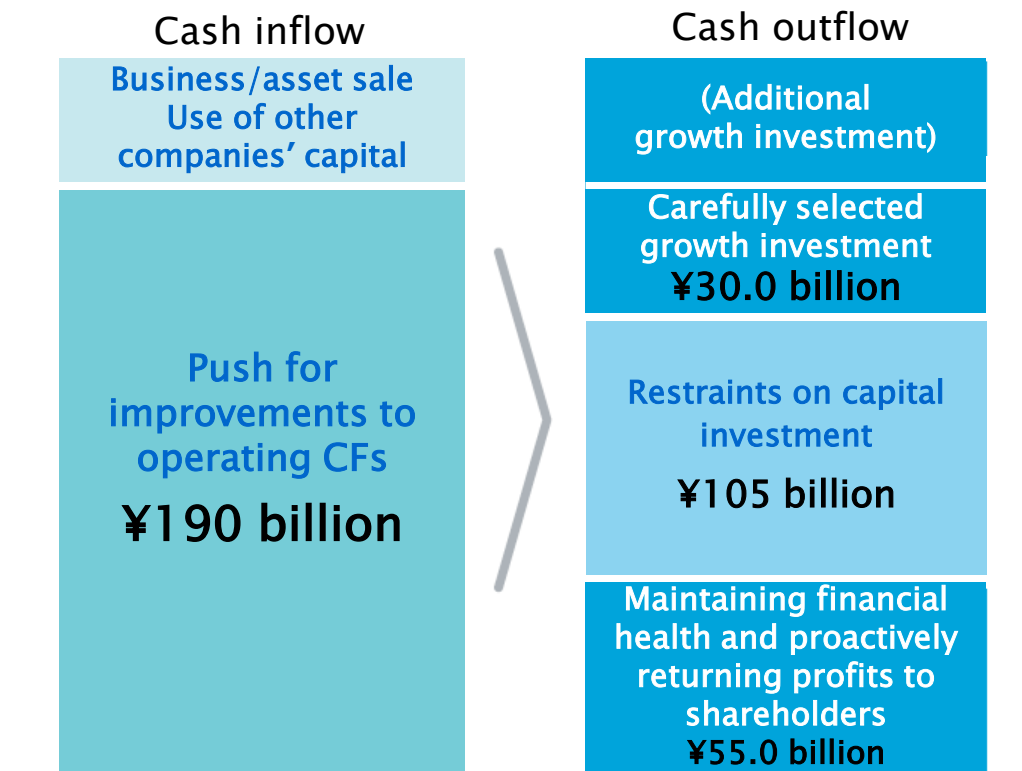 Cash inflow
Business/asset sale
Use of other
companies’ capital
Push for
improvements to
operating CFs
¥190 billion
Cash outflow
(Additional
growth investment)
Carefully selected
growth investment
¥30.0 billion
Restraints on capital
investment
¥105 billion
Maintaining financial
health and proactively
returning profits to
shareholders
¥55.0 billion